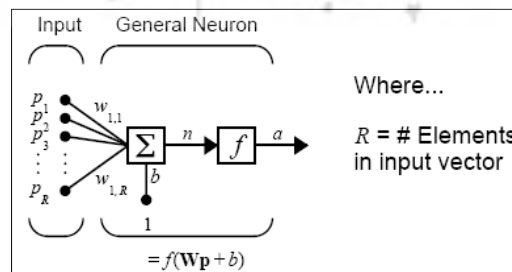 Input General Neuron
p1 w1,1
p2
p3
Σ n f a
b
pR w1,R
1
= f(Wp + b)
Where...
R = # Elements
in input vector